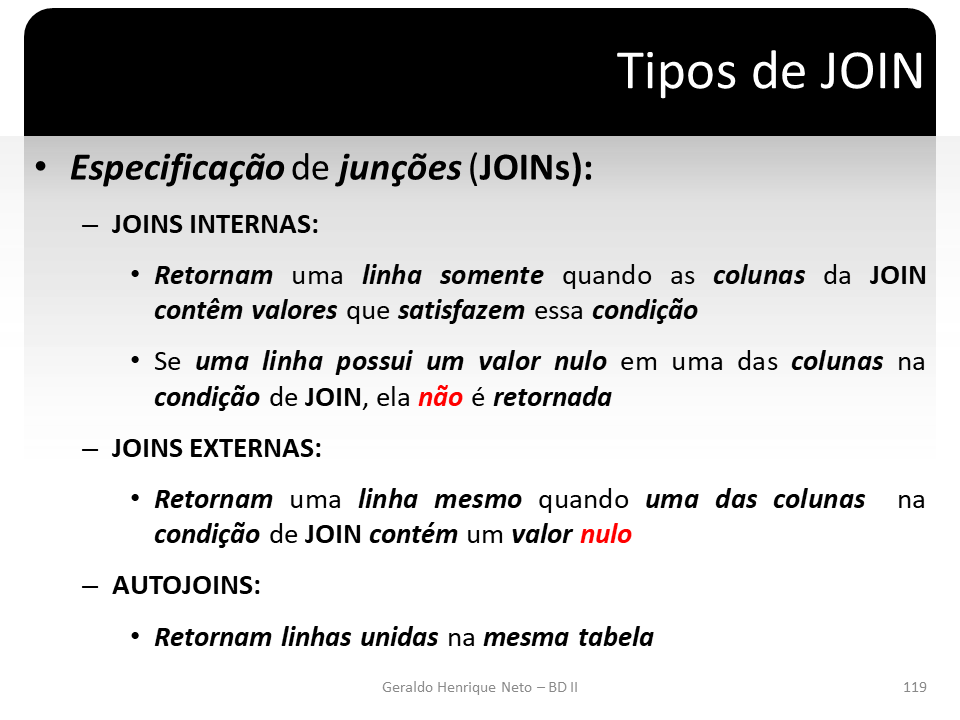 Tipos de JOIN
• Especificação de junções (JOINs):
– JOINS INTERNAS:
• Retornam uma linha somente quando as colunas da JOIN
contêm valores que satisfazem essa condição
• Se uma linha possui um valor nulo em uma das colunas na
condição de JOIN, ela não é retornada
– JOINS EXTERNAS:
• Retornam uma linha mesmo quando uma das colunas na
condição de JOIN contém um valor nulo
– AUTOJOINS:
• Retornam linhas unidas na mesma tabela
Geraldo Henrique Neto – BD II
119